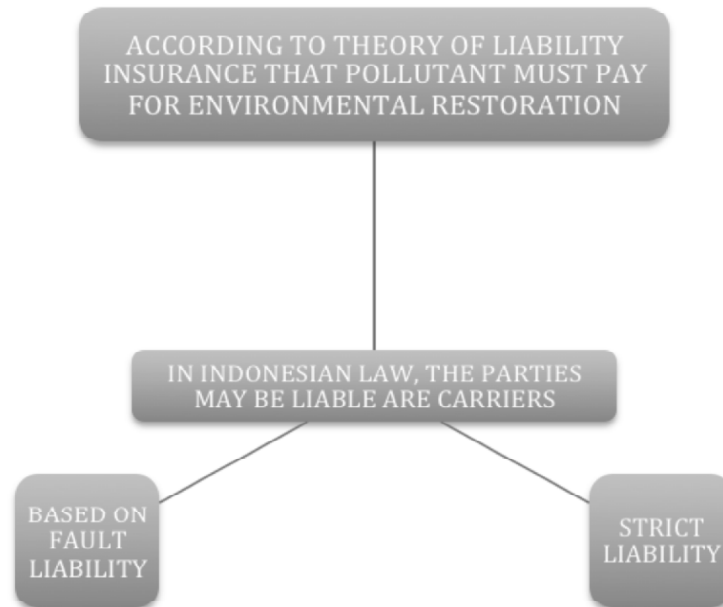 ACCORDING TO THEORY OF LIABILITY
INSURANCE THAT POLLUTANT MUST PAY
FOR ENVIRONMENTAL RESTORATION
IN INDONESIAN LAW, THE PARTIES
MAY BE LIABLE ARE CARRIERS
BASED ON
FAULT
LIABILITY
STRICT
LIABILITY